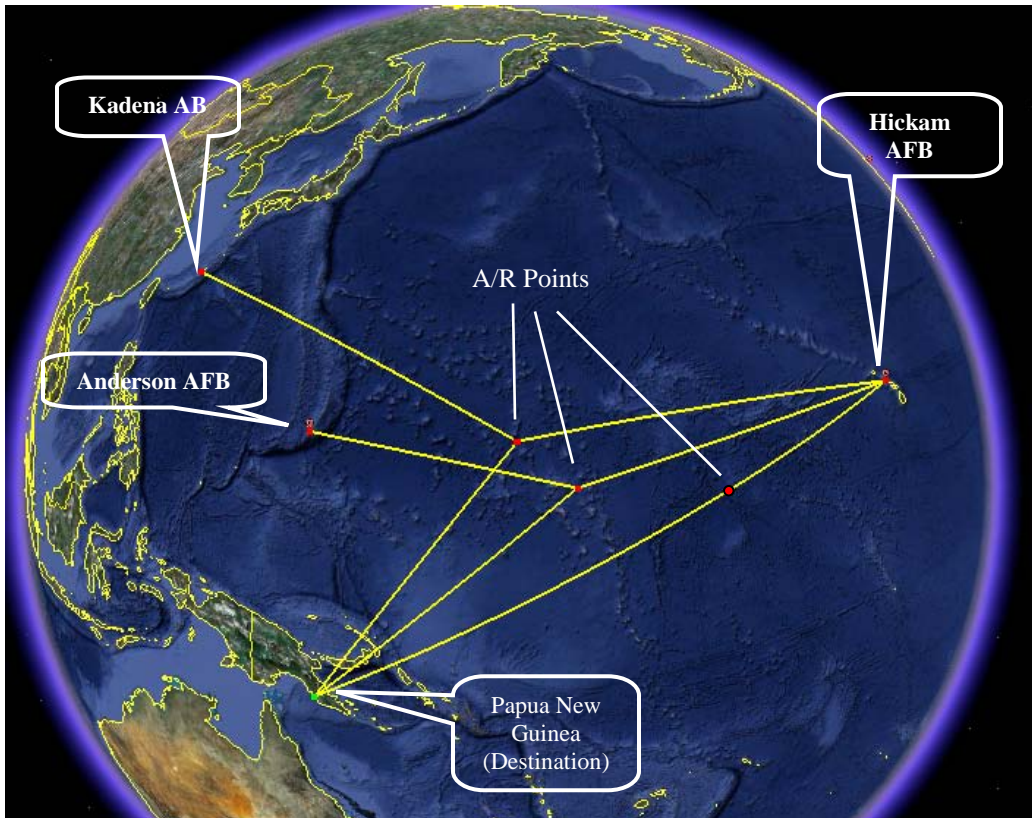 Kadena AB
Hickam
AFB
A/R Points
Anderson AFB
Papua New
Guinea
(Destination)